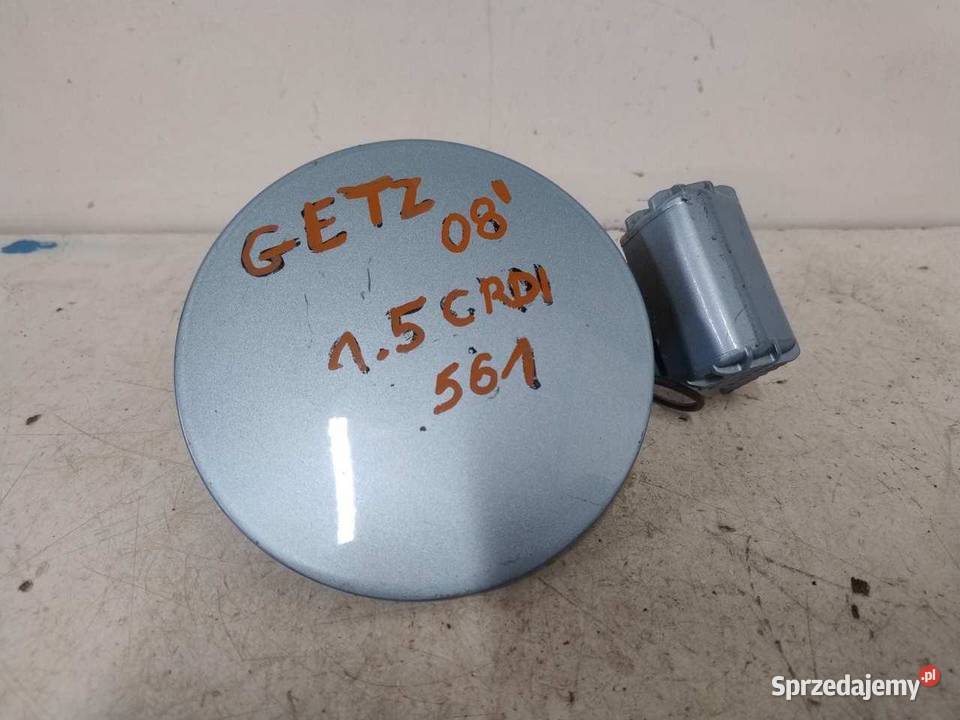 GETZ 08'
1.5 CRDI
561
Sprzedajemy.pl